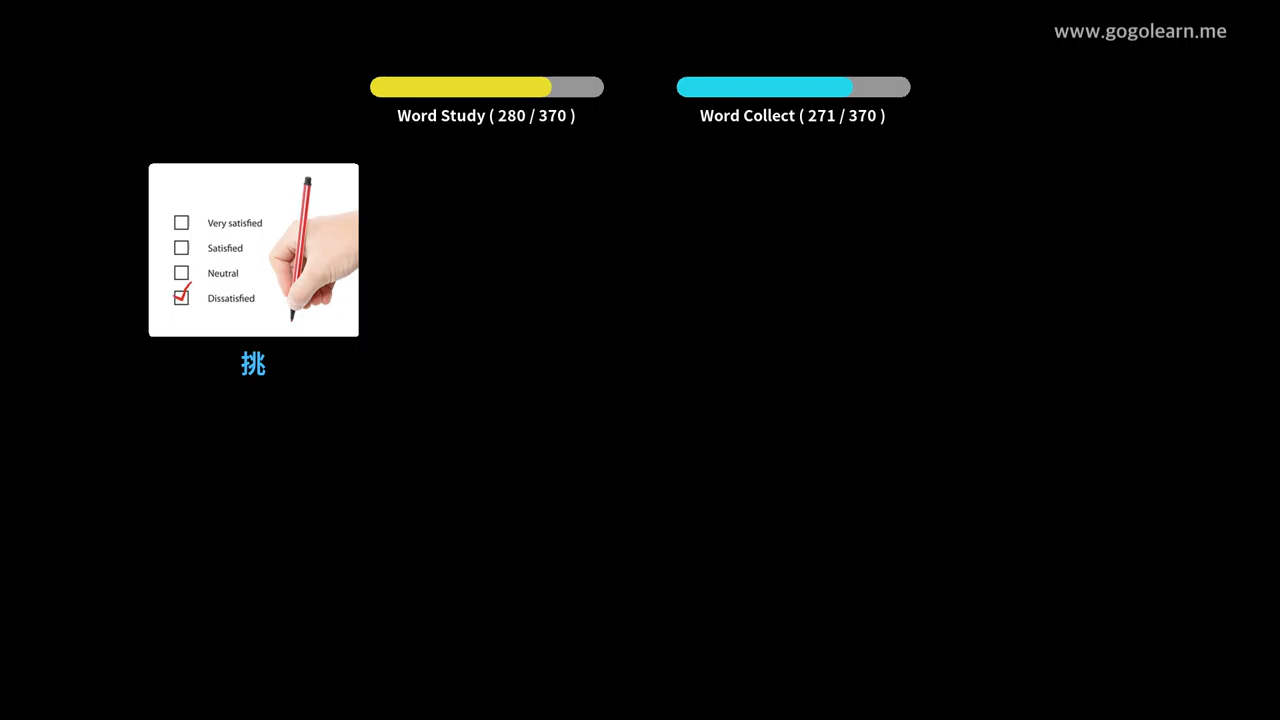 www.gogolearn.me
Word Study ( 280 / 370 )
Word Collect ( 271 / 370 )
Very satisfied
Satisfied
Neutral
Dissatisfied
挑